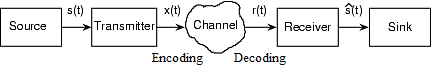 s(t) x(t) r(t) ŝ(t)
Source Transmitter Channel Receiver Sink
Encoding Decoding